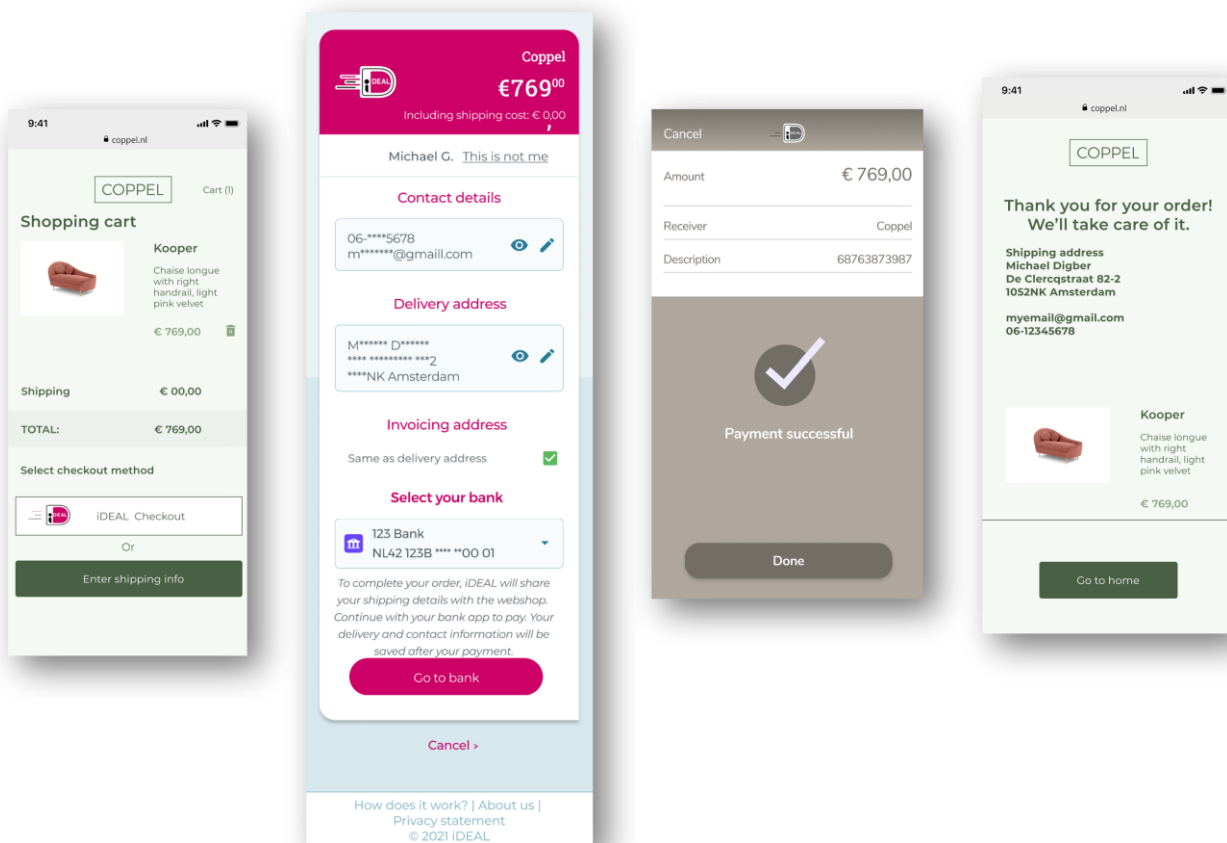 9:41
coppel.nl
COPPEL
Cart (1)
Shopping cart
Kooper
Chaise longue
with right
handrail, light
pink velvet
€ 769,00
Shipping € 00,00
TOTAL: € 769,00
Select checkout method
iDEAL
iDEAL Checkout
Or
Enter shipping info
Coppel
iDEAL
€769⁰⁰
Including shipping cost: € 0,00
,
Michael G. This is not me
Contact details
06-****5678
m*******@gmaill.com
Delivery address
M****** D******
**** ********* ***2
****NK Amsterdam
Invoicing address
Same as delivery address
Select your bank
123 Bank
NL42 123B **** **00 01
To complete your order, iDEAL will share
your shipping details with the webshop.
Continue with your bank app to pay. Your
delivery and contact information will be
saved after your payment.
Go to bank
Cancel >
How does it work? | About us |
Privacy statement
© 2021 iDEAL
Cancel
iDEAL
Amount € 769,00
Receiver Coppel
Description 68763873987
Payment successful
Done
9:41
coppel.nl
COPPEL
Thank you for your order!
We’ll take care of it.
Shipping address
Michael Digber
De Clercqstraat 82-2
1052NK Amsterdam
myemail@gmail.com
06-12345678
Kooper
Chaise longue
with right
handrail, light
pink velvet
€ 769,00
Go to home